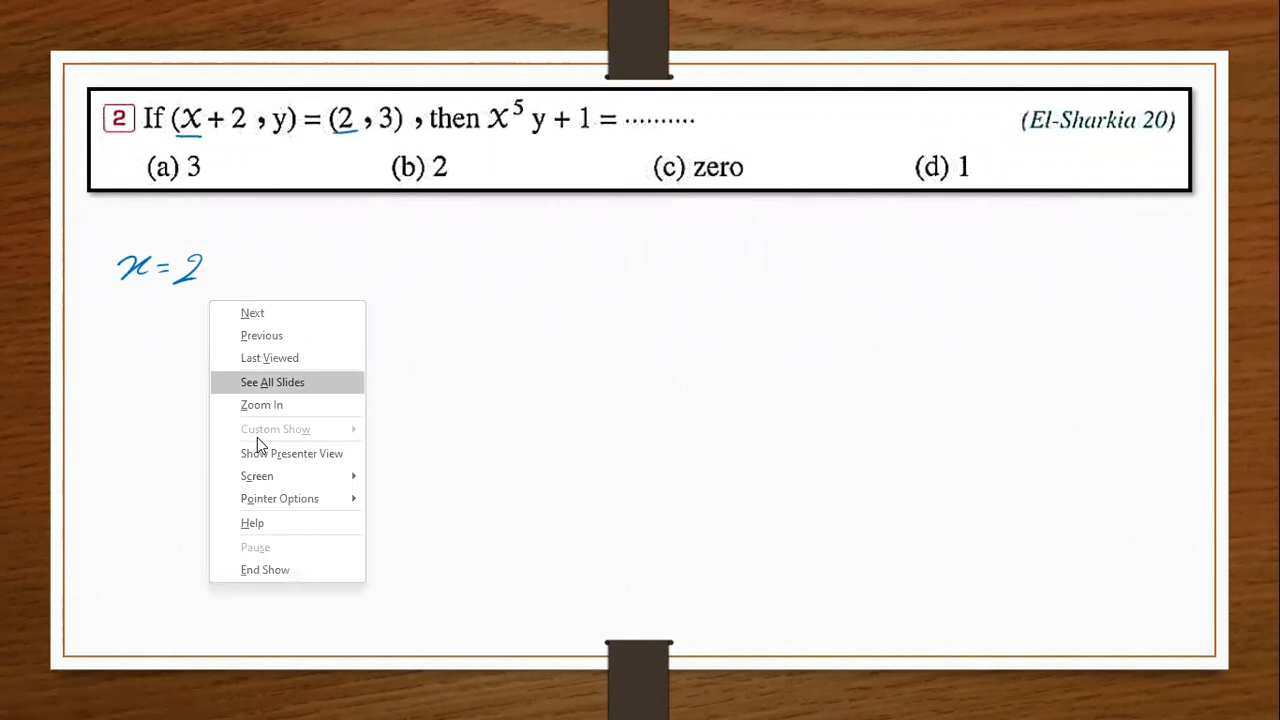 2 If (x + 2 , y) = (2 , 3) , then x⁵ y + 1 = ·········· (El-Sharkia 20)
(a) 3 (b) 2 (c) zero (d) 1
x = 2
Next
Previous
Last Viewed
See All Slides
Zoom In
Custom Show
Show Presenter View
Screen
Pointer Options
Help
Pause
End Show